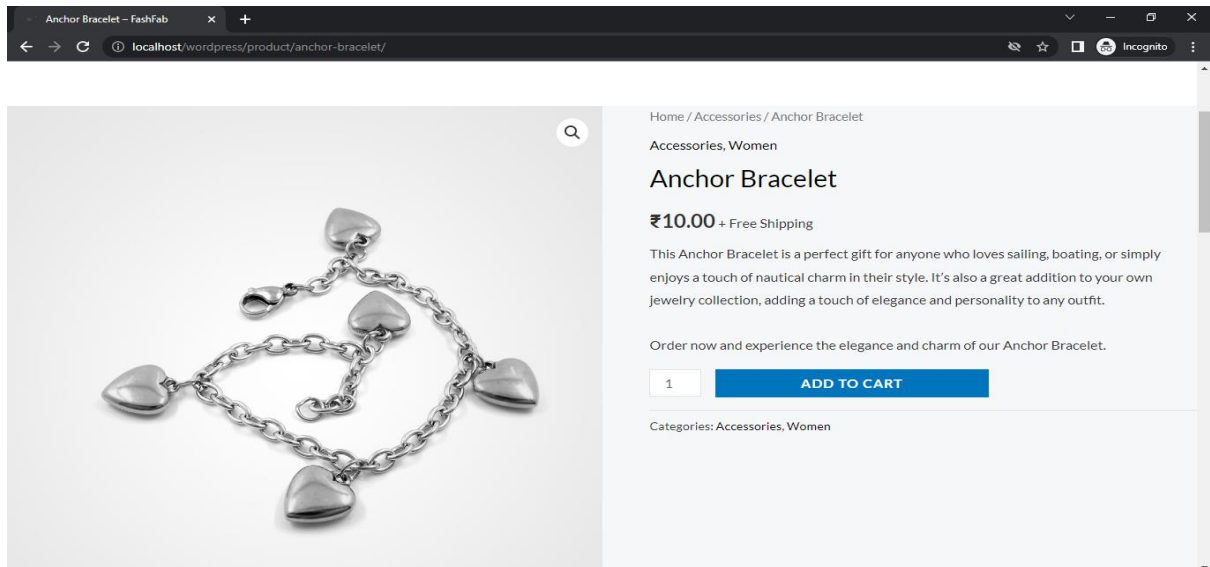 Anchor Bracelet – FashFab
localhost/wordpress/product/anchor-bracelet/
Incognito
Home / Accessories / Anchor Bracelet
Accessories, Women
Anchor Bracelet
₹10.00 + Free Shipping
This Anchor Bracelet is a perfect gift for anyone who loves sailing, boating, or simply
enjoys a touch of nautical charm in their style. It’s also a great addition to your own
jewelry collection, adding a touch of elegance and personality to any outfit.
Order now and experience the elegance and charm of our Anchor Bracelet.
1
ADD TO CART
Categories: Accessories, Women